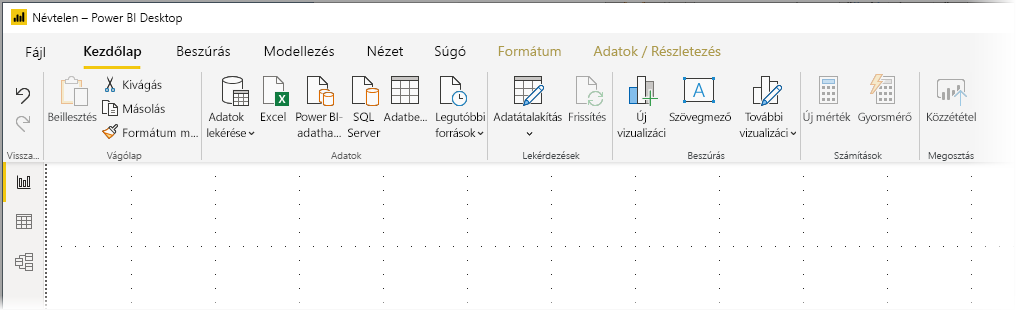 Névtelen – Power BI Desktop
Fájl Kezdőlap Beszúrás Modellezés Nézet Súgó Formátum Adatok / Részletezés
Beillesztés
Kivágás
Másolás
Formátum m...
Adatok
lekérése
Excel
Power BI-
adatha...
SQL
Server
Adatbe...
Legutóbbi
források
Adatátalakítás
Frissítés
Új
vizualizáci
A
Szövegmező
További
vizualizáci
Új mérték
Gyorsmérő
Közzététel
Vissza... Vágólap Adatok Lekérdezések Beszúrás Számítások Megosztás